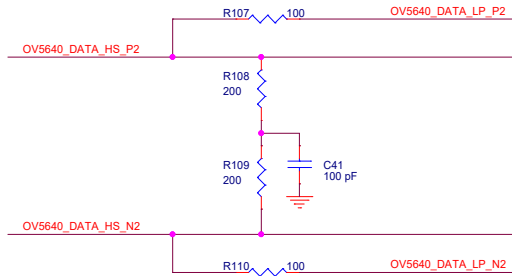 R107 100 OV5640_DATA_LP_P2
OV5640_DATA_HS_P2
R108
200
R109
200
C41
100 pF
OV5640_DATA_HS_N2
R110 100 OV5640_DATA_LP_N2